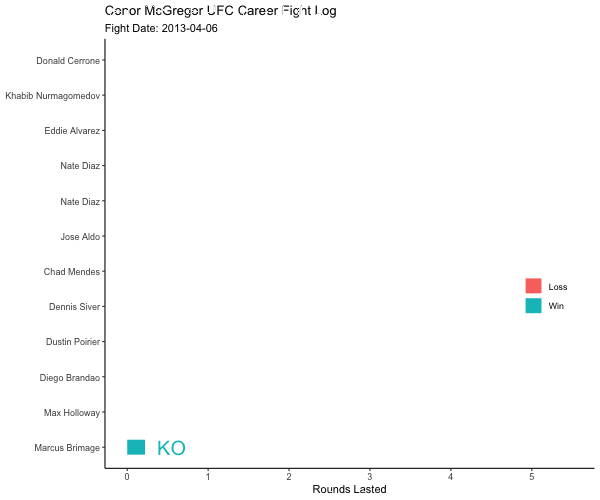 Conor McGregor UFC Career Fight Log
Fight Date: 2013-04-06
Donald Cerrone
Khabib Nurmagomedov
Eddie Alvarez
Nate Diaz
Nate Diaz
Jose Aldo
Chad Mendes
Dennis Siver
Dustin Poirier
Diego Brandao
Max Holloway
Marcus Brimage
KO
Loss
Win
0 1 2 3 4 5
Rounds Lasted